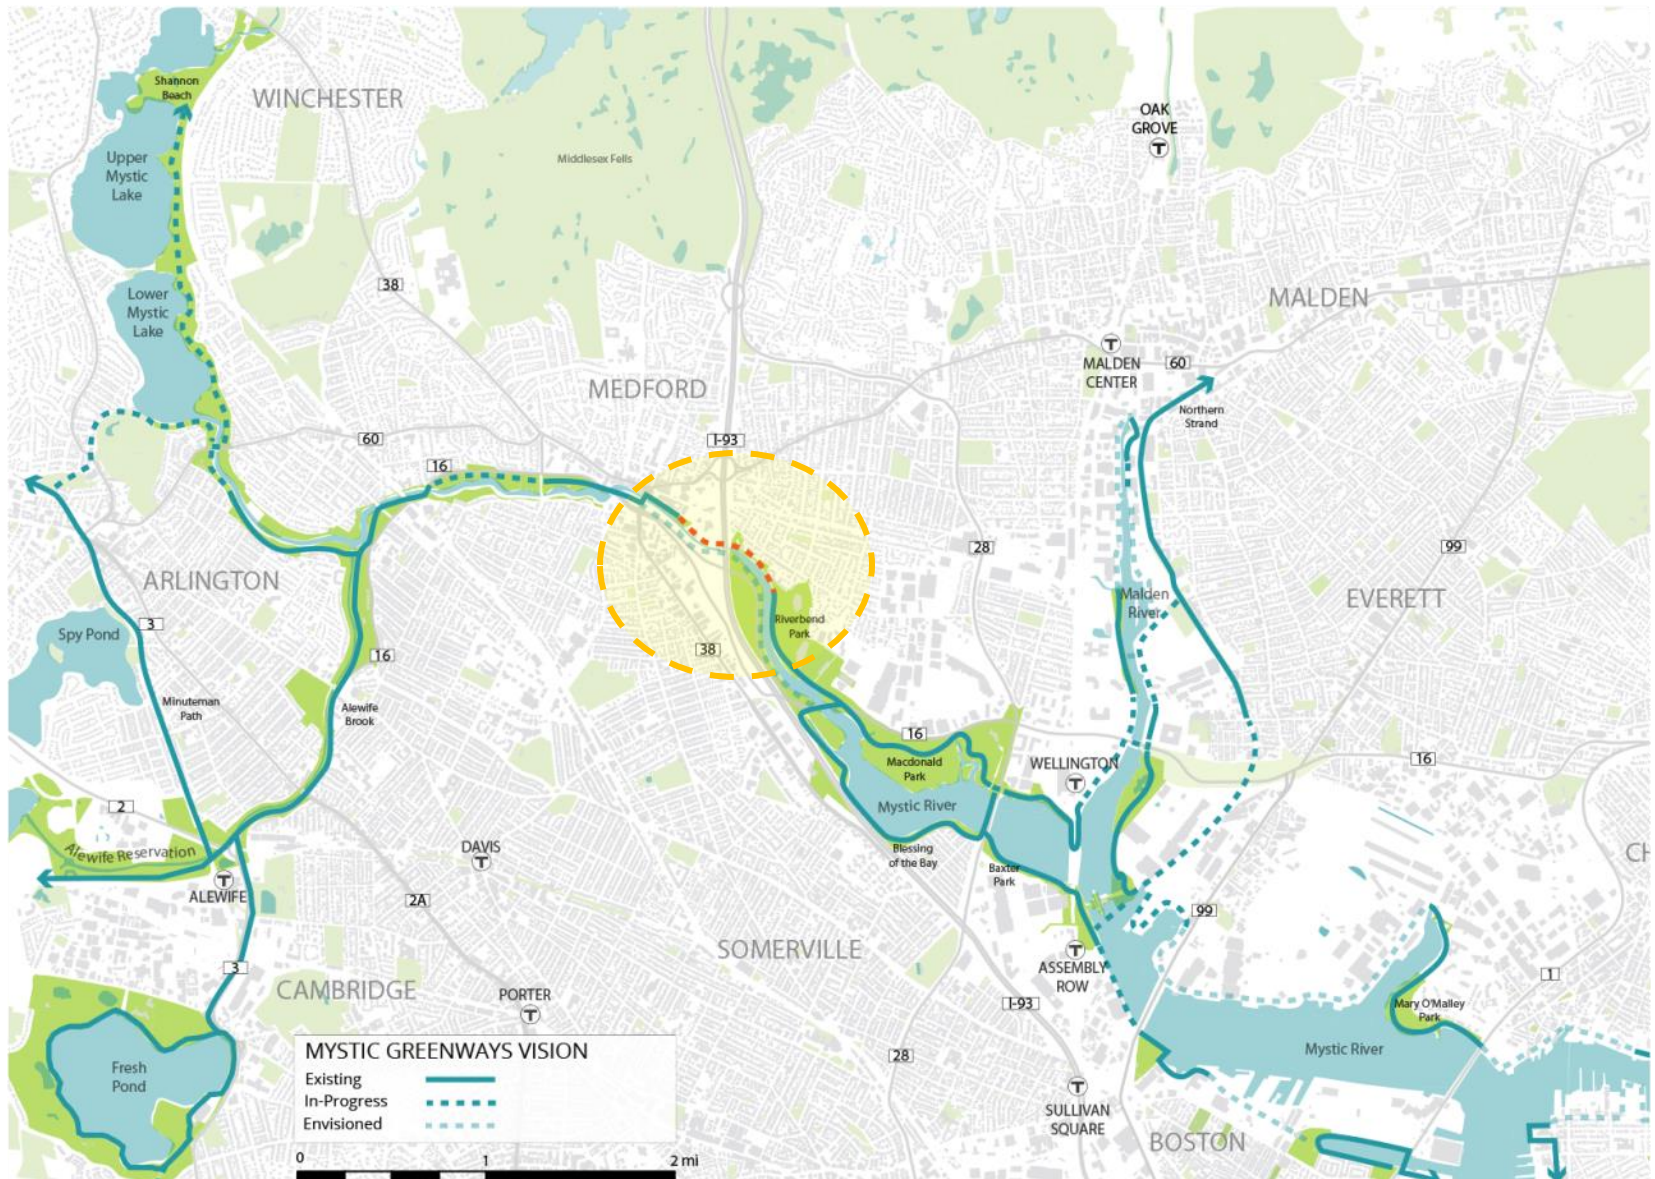 Shannon
Beach
WINCHESTER
OAK
GROVE
T
Upper
Mystic
Lake
Middlesex Fells
38
Lower
Mystic
Lake
MALDEN
T
MALDEN
CENTER
60
MEDFORD
Northern
Strand
60
I-93
16
28
99
ARLINGTON
Malden
River
EVERETT
3
Spy Pond
Riverbend
Park
38
16
Minuteman
Path
Alewife
Brook
16
Macdonald
Park
WELLINGTON
T
16
2
Mystic River
Alewife Reservation
DAVIS
T
Blessing
of the Bay
Baxter
Park
T
ALEWIFE
2A
99
SOMERVILLE
T
ASSEMBLY
ROW
3
1
CAMBRIDGE
PORTER
T
I-93
Mary O'Malley
Park
MYSTIC GREENWAYS VISION
Existing
In-Progress
Envisioned
28
Mystic River
Fresh
Pond
T
SULLIVAN
SQUARE
BOSTON
0 1 2 mi